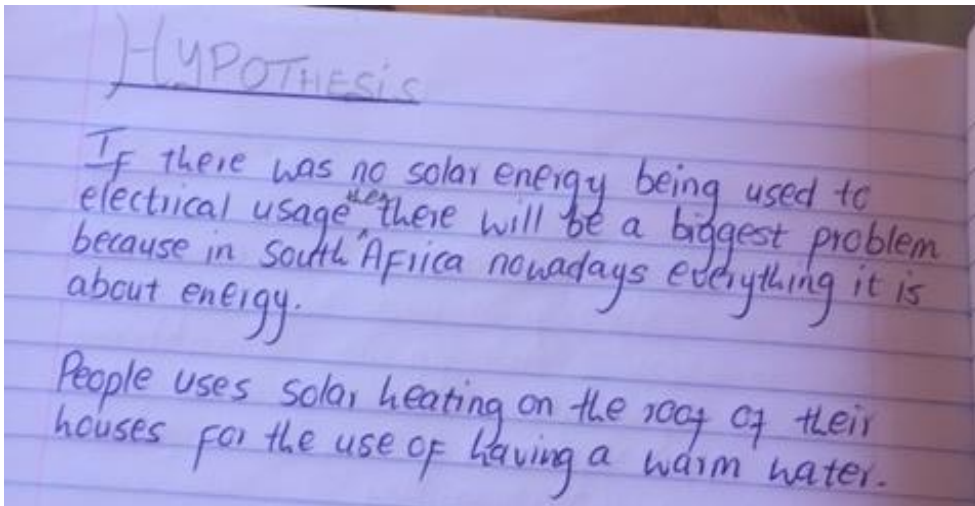 HYPOTHESIS
If there was no solar energy being used to
electrical usage then there will be a biggest problem
because in South Africa nowadays everything it is
about energy.
People uses solar heating on the roof of their
houses for the use of having a warm water.